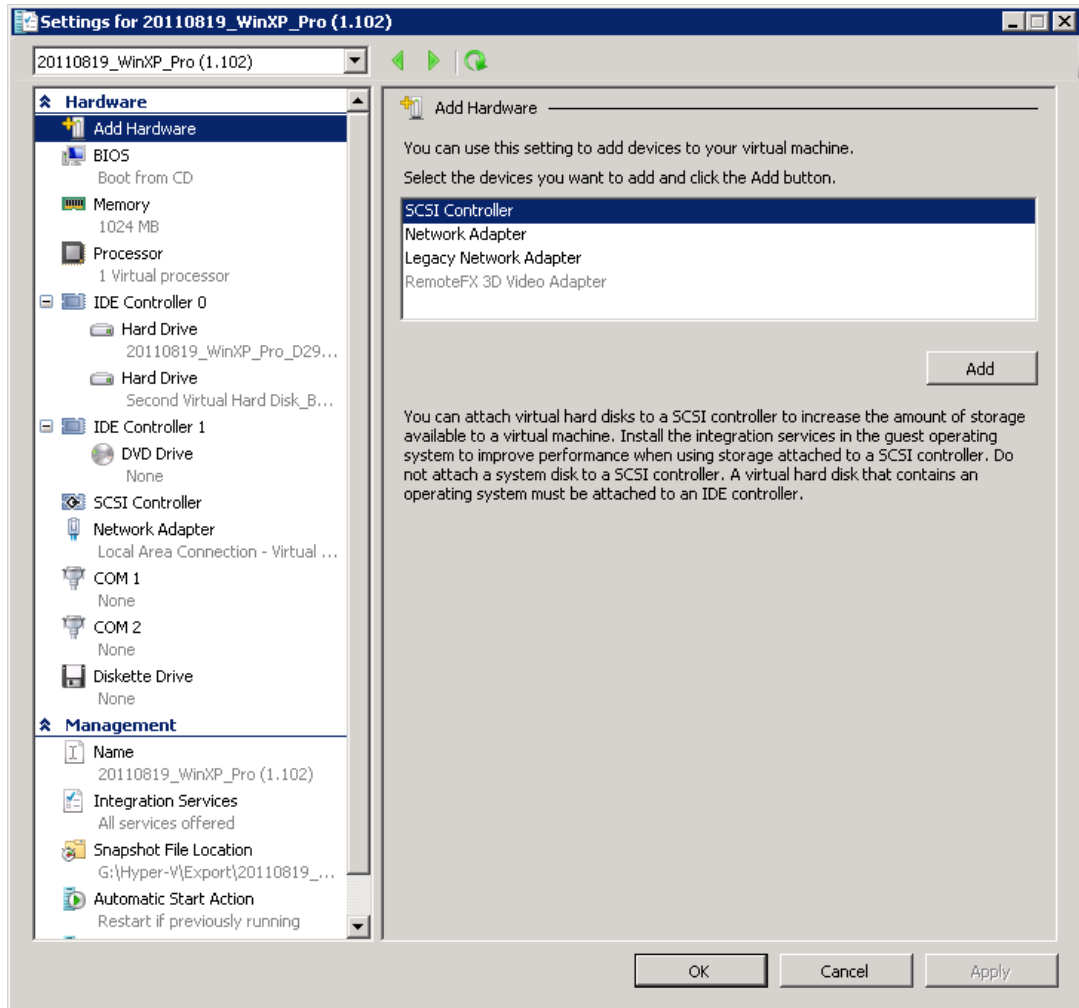 Settings for 20110819_WinXP_Pro (1.102)
20110819_WinXP_Pro (1.102)
Hardware
Add Hardware
BIOS
Boot from CD
Memory
1024 MB
Processor
1 Virtual processor
IDE Controller 0
Hard Drive
20110819_WinXP_Pro_D29...
Hard Drive
Second Virtual Hard Disk_B...
IDE Controller 1
DVD Drive
None
SCSI Controller
Network Adapter
Local Area Connection - Virtual ...
COM 1
None
COM 2
None
Diskette Drive
None
Management
Name
20110819_WinXP_Pro (1.102)
Integration Services
All services offered
Snapshot File Location
G:\Hyper-V\Export\20110819_...
Automatic Start Action
Restart if previously running
Add Hardware
You can use this setting to add devices to your virtual machine.
Select the devices you want to add and click the Add button.
SCSI Controller
Network Adapter
Legacy Network Adapter
RemoteFX 3D Video Adapter
Add
You can attach virtual hard disks to a SCSI controller to increase the amount of storage
available to a virtual machine. Install the integration services in the guest operating
system to improve performance when using storage attached to a SCSI controller. Do
not attach a system disk to a SCSI controller. A virtual hard disk that contains an
operating system must be attached to an IDE controller.
OK
Cancel
Apply